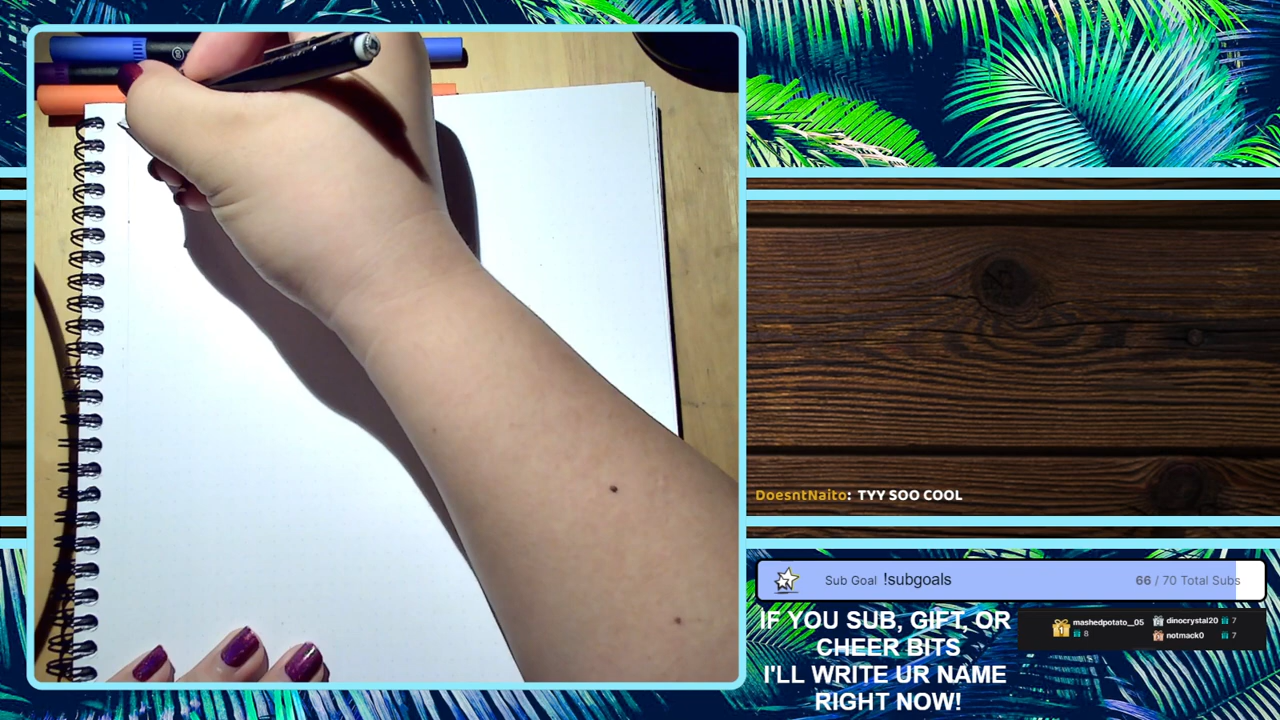 DoesntNaito: TYY SOO COOL
Sub Goal !subgoals 66 / 70 Total Subs
IF YOU SUB, GIFT, OR
CHEER BITS
I'LL WRITE UR NAME
RIGHT NOW!
1 mashedpotato__05 8
dinocrystal20 7
notmack0 7